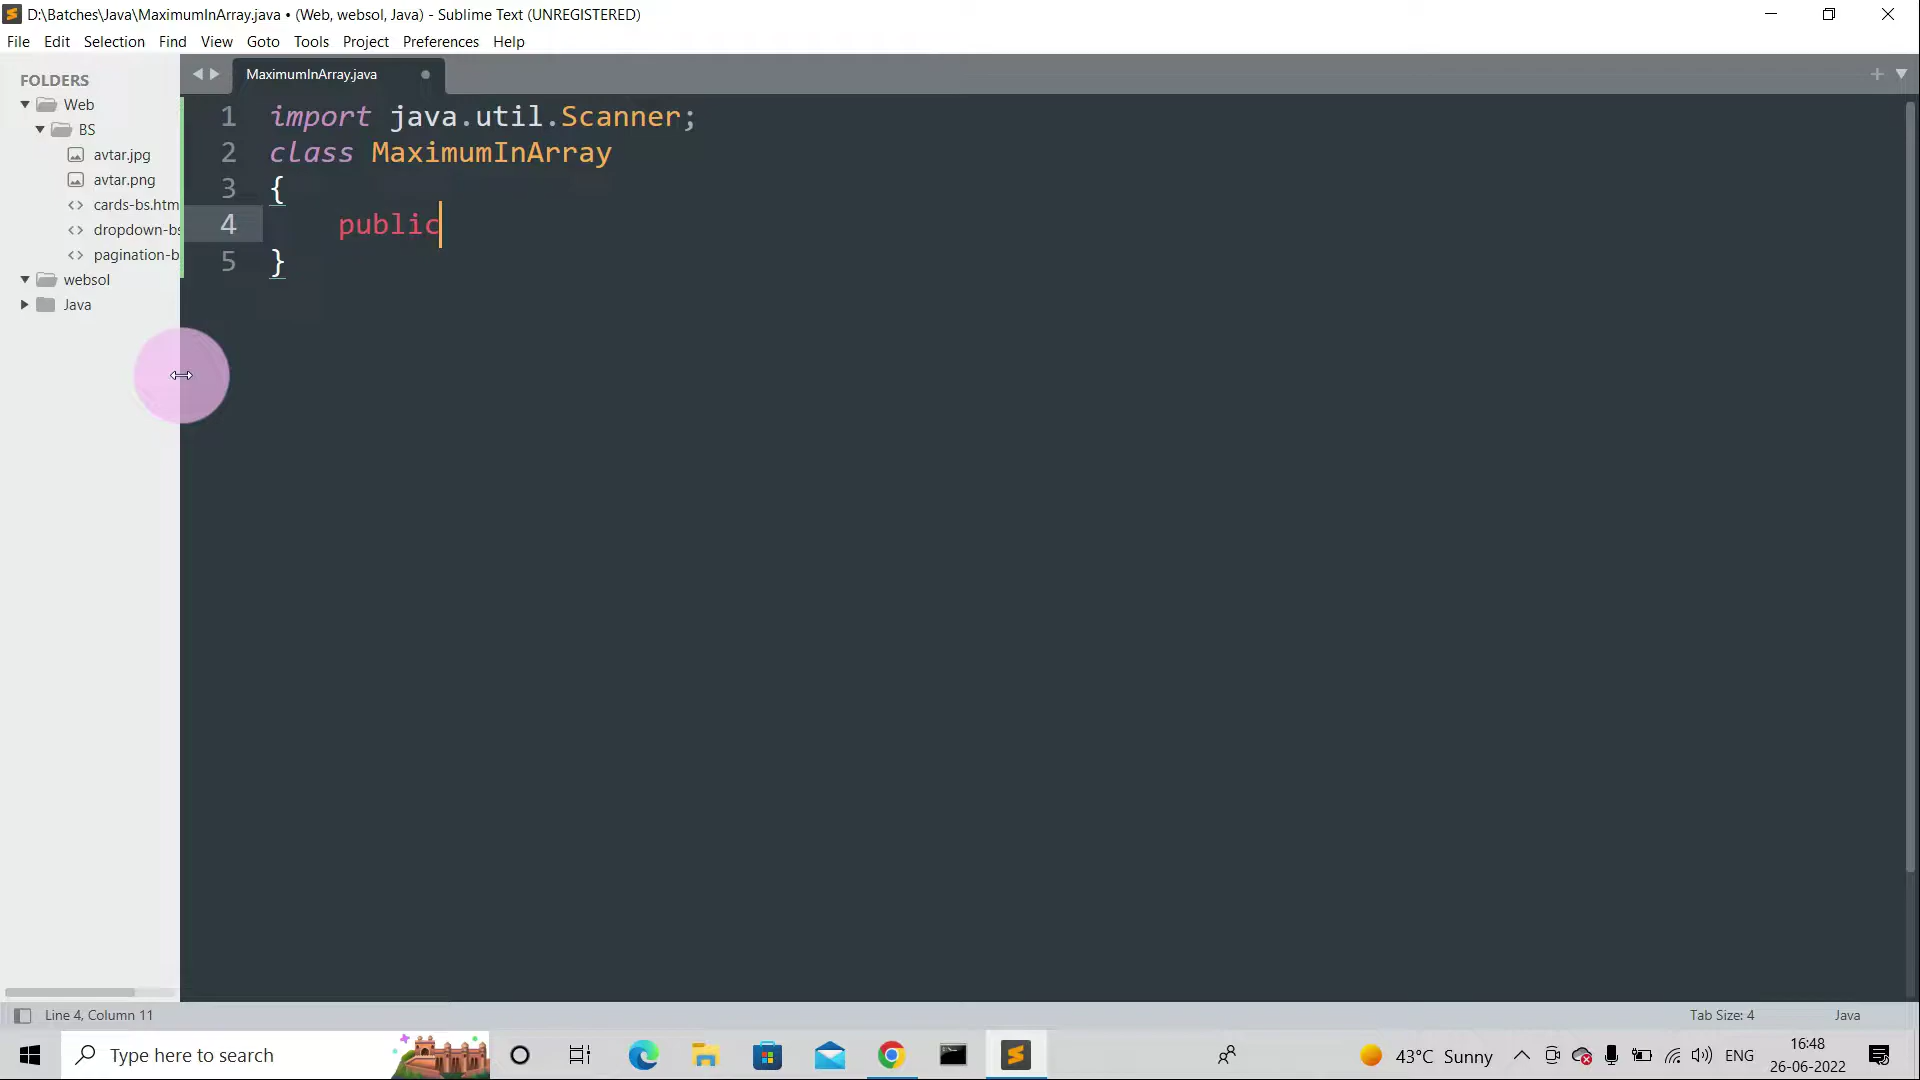 D:\Batches\Java\MaximumInArray.java • (Web, websol, Java) - Sublime Text (UNREGISTERED)
File Edit Selection Find View Goto Tools Project Preferences Help
FOLDERS
Web
BS
avtar.jpg
avtar.png
cards-bs.htm
dropdown-bs
pagination-b
websol
Java
MaximumInArray.java
1 import java.util.Scanner;
2 class MaximumInArray
3 {
4 public
5 }
Line 4, Column 11
Tab Size: 4
Java
Type here to search
43°C Sunny
ENG
16:48
26-06-2022